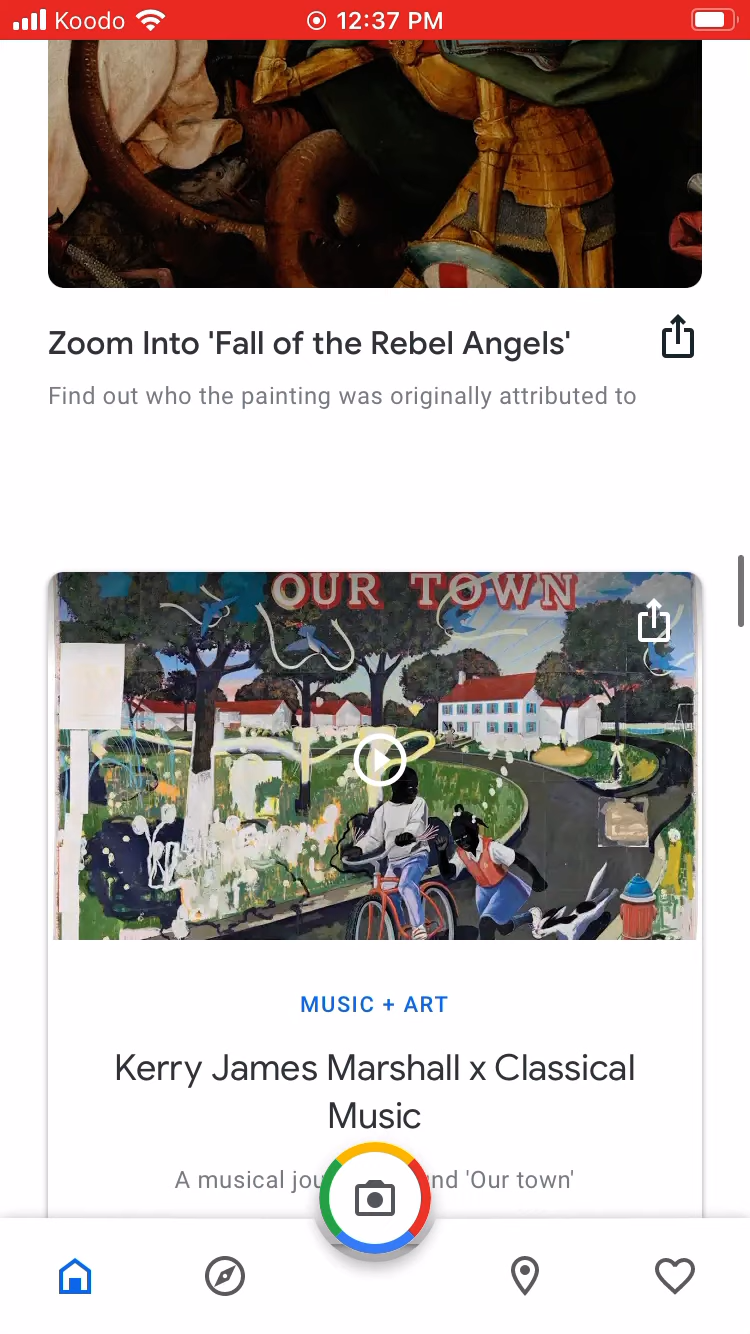 Koodo
12:37 PM
Zoom Into 'Fall of the Rebel Angels'
Find out who the painting was originally attributed to
OUR TOWN
MUSIC + ART
Kerry James Marshall x Classical
Music
A musical jou nd 'Our town'